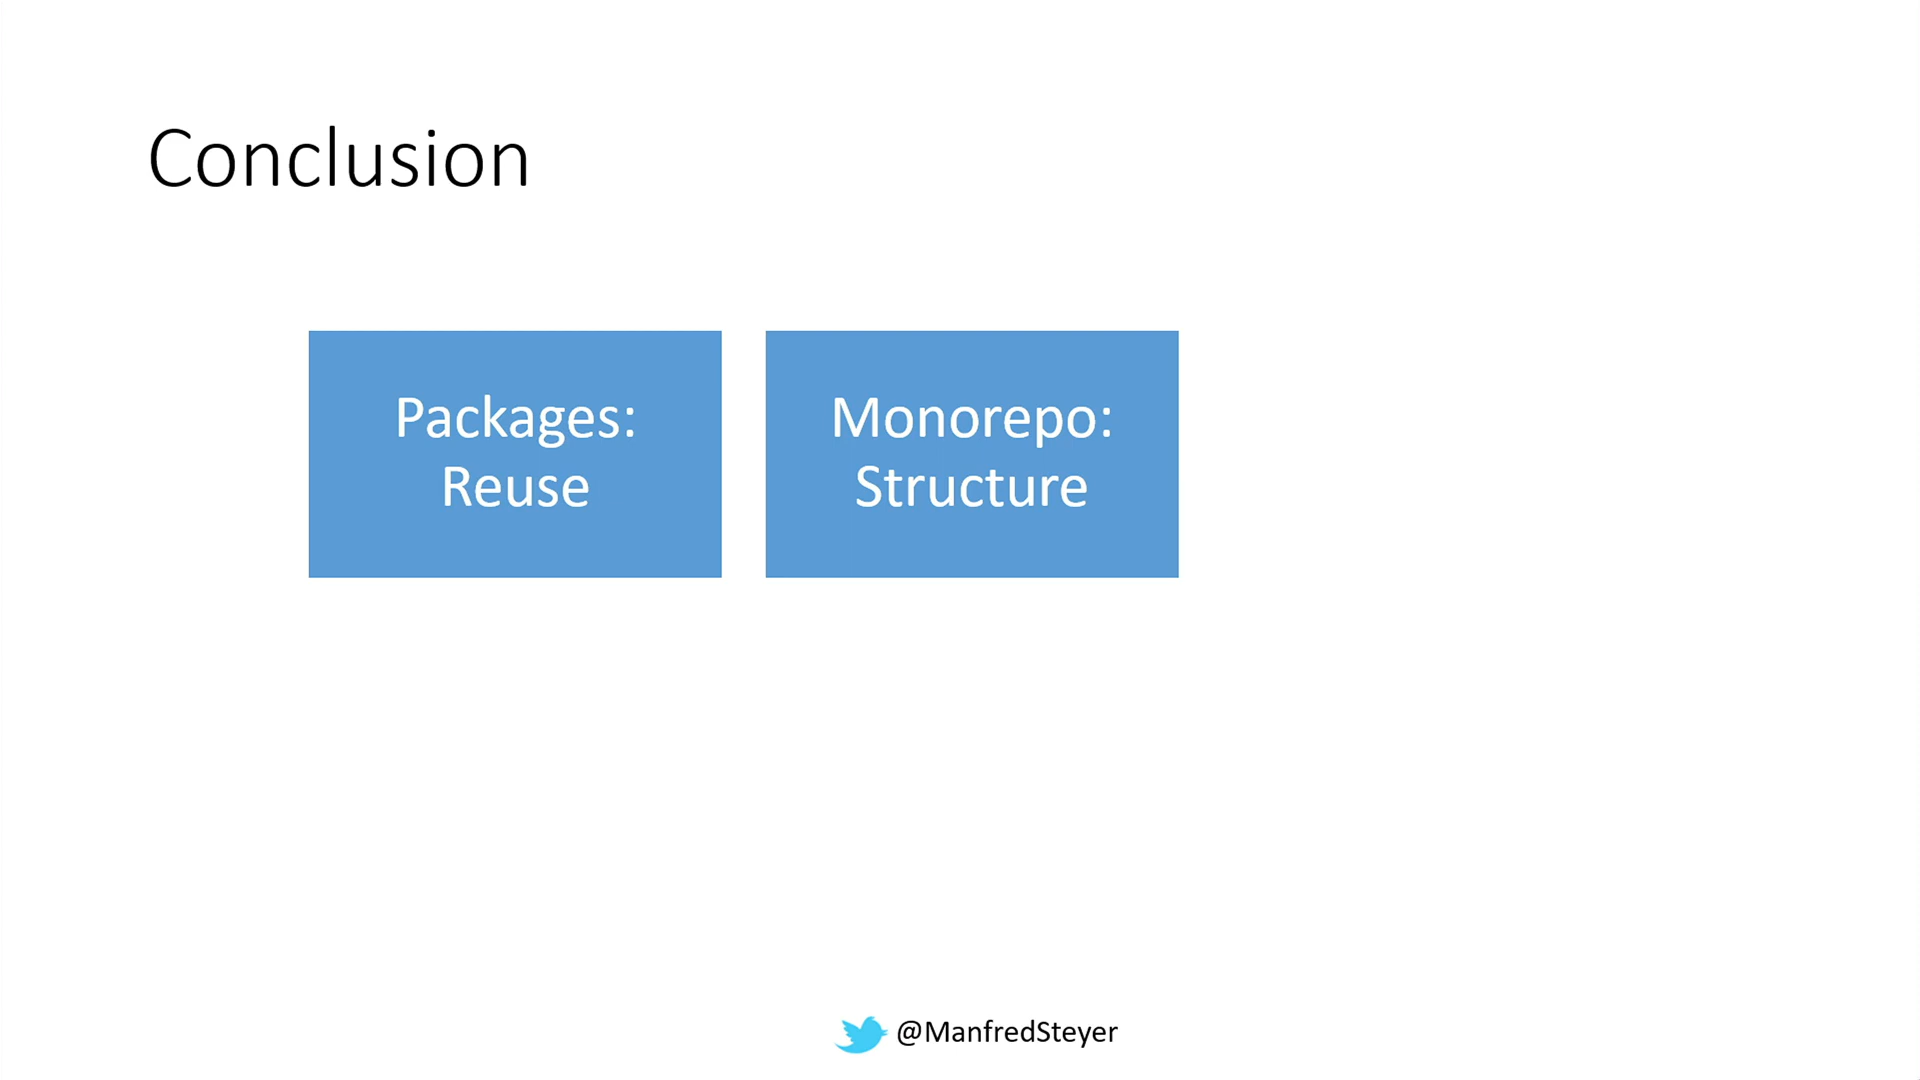 Conclusion
Packages:
Reuse
Monorepo:
Structure
@ManfredSteyer